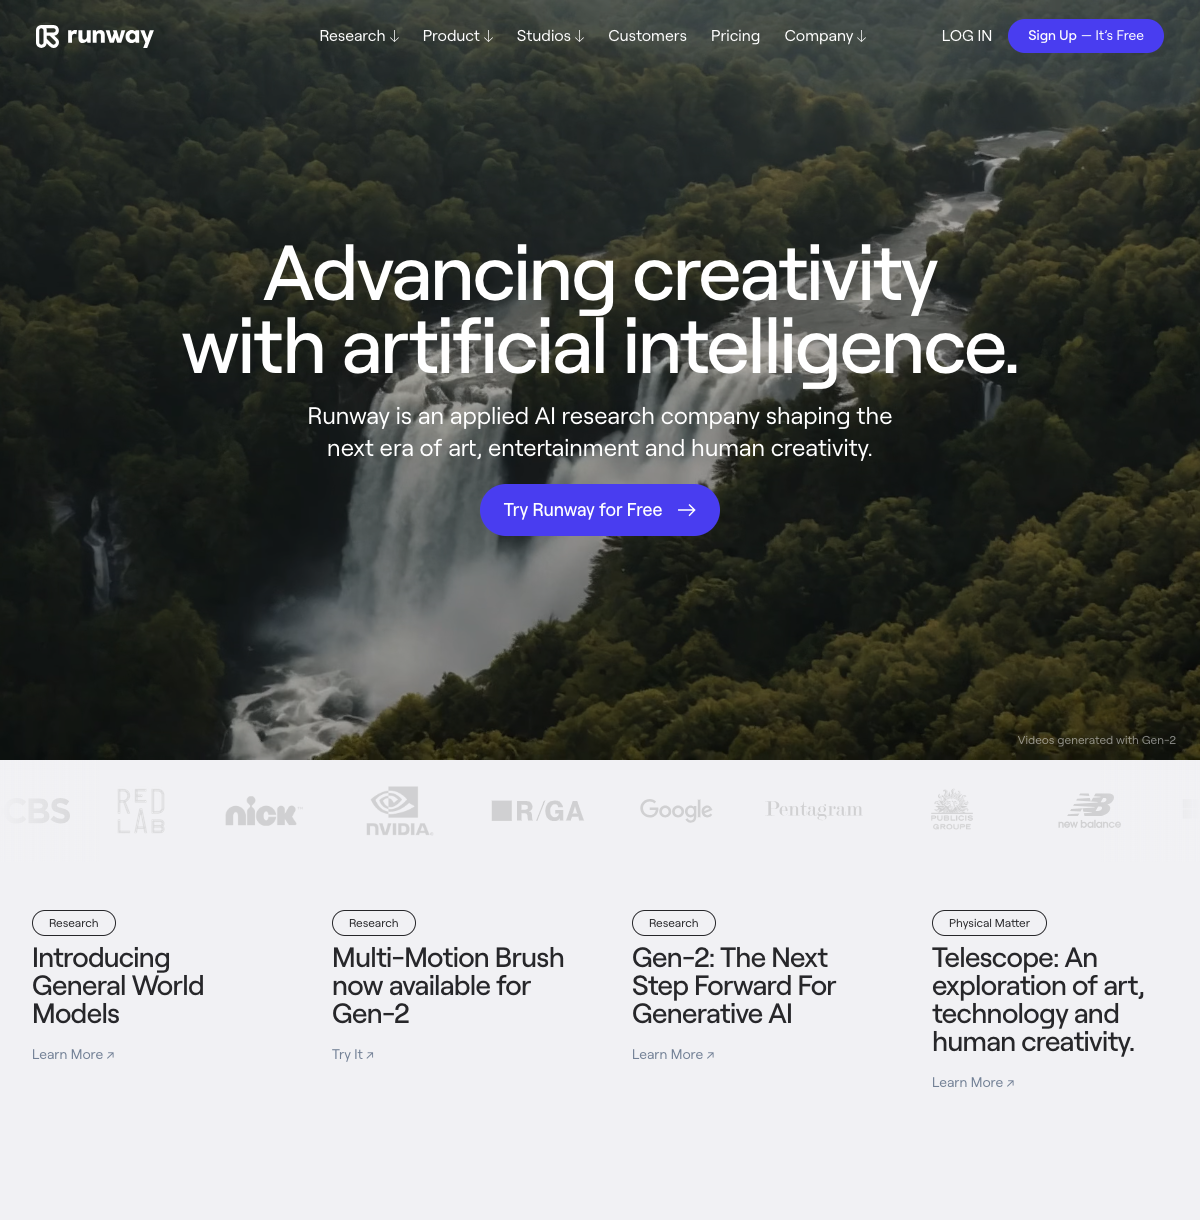 runway
Research ↓ Product ↓ Studios ↓ Customers Pricing Company ↓
LOG IN
Sign Up — It's Free
Advancing creativity
with artificial intelligence.
Runway is an applied AI research company shaping the
next era of art, entertainment and human creativity.
Try Runway for Free →
Videos generated with Gen-2
CBS
RED
LAB
nick
NVIDIA.
R/GA
Google
Pentagram
PUBLICIS
GROUPE
new balance
Research
Introducing
General World
Models
Learn More ↗
Research
Multi-Motion Brush
now available for
Gen-2
Try It ↗
Research
Gen-2: The Next
Step Forward For
Generative AI
Learn More ↗
Physical Matter
Telescope: An
exploration of art,
technology and
human creativity.
Learn More ↗